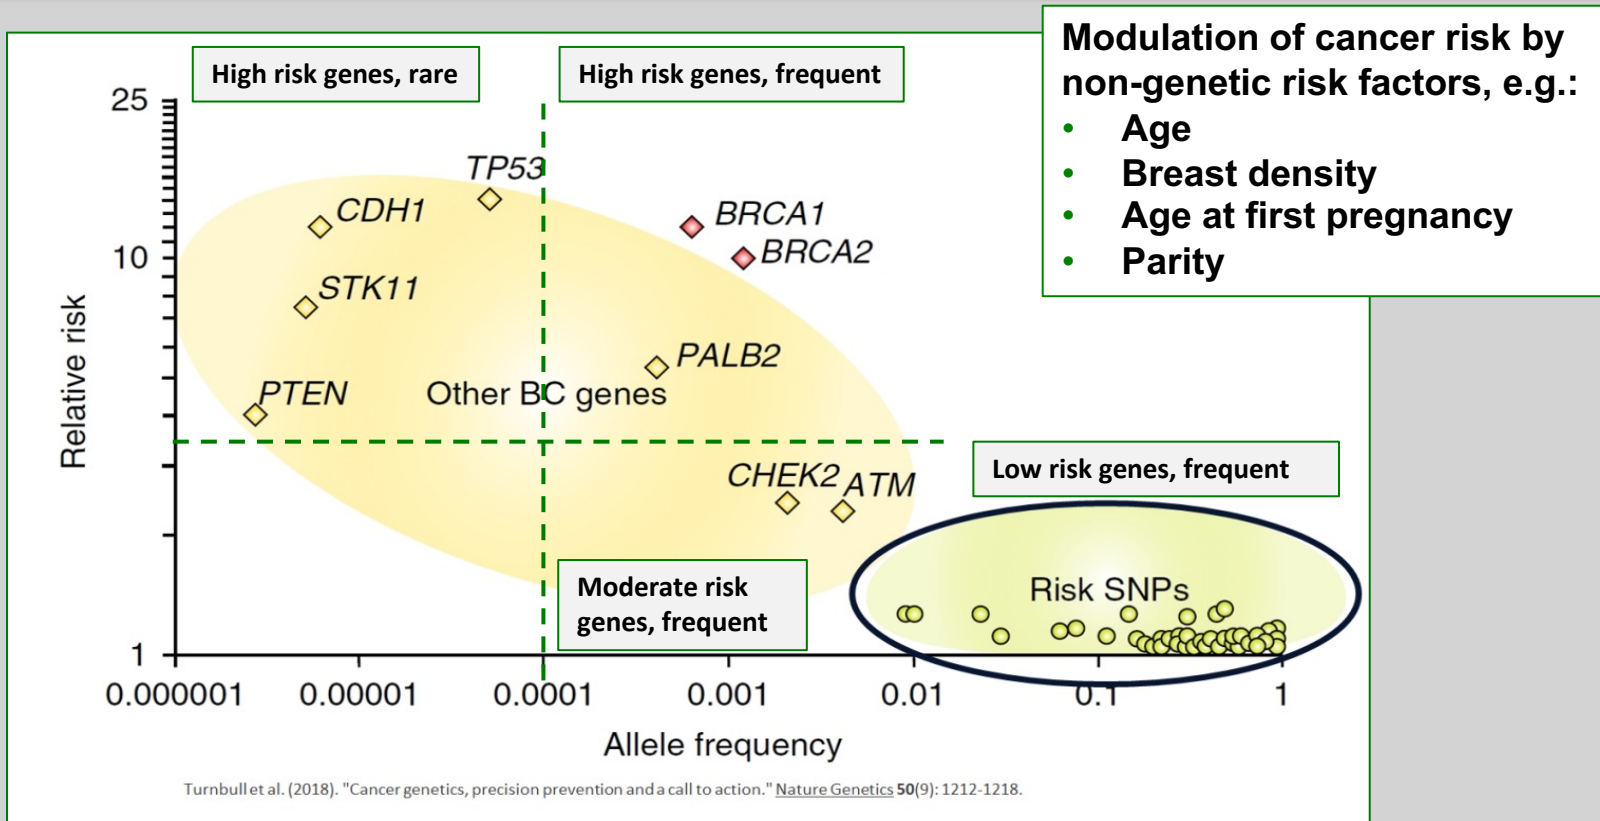 Modulation of cancer risk by
non-genetic risk factors, e.g.:
• Age
• Breast density
• Age at first pregnancy
• Parity
High risk genes, rare
High risk genes, frequent
25
TP53
CDH1
BRCA1
10
BRCA2
STK11
PALB2
PTEN
Other BC genes
Relative risk
Low risk genes, frequent
CHEK2
ATM
Moderate risk
genes, frequent
Risk SNPs
1
0.000001
0.00001
0.0001
0.001
0.01
0.1
1
Allele frequency
Turnbull et al. (2018). "Cancer genetics, precision prevention and a call to action." Nature Genetics 50(9): 1212-1218.